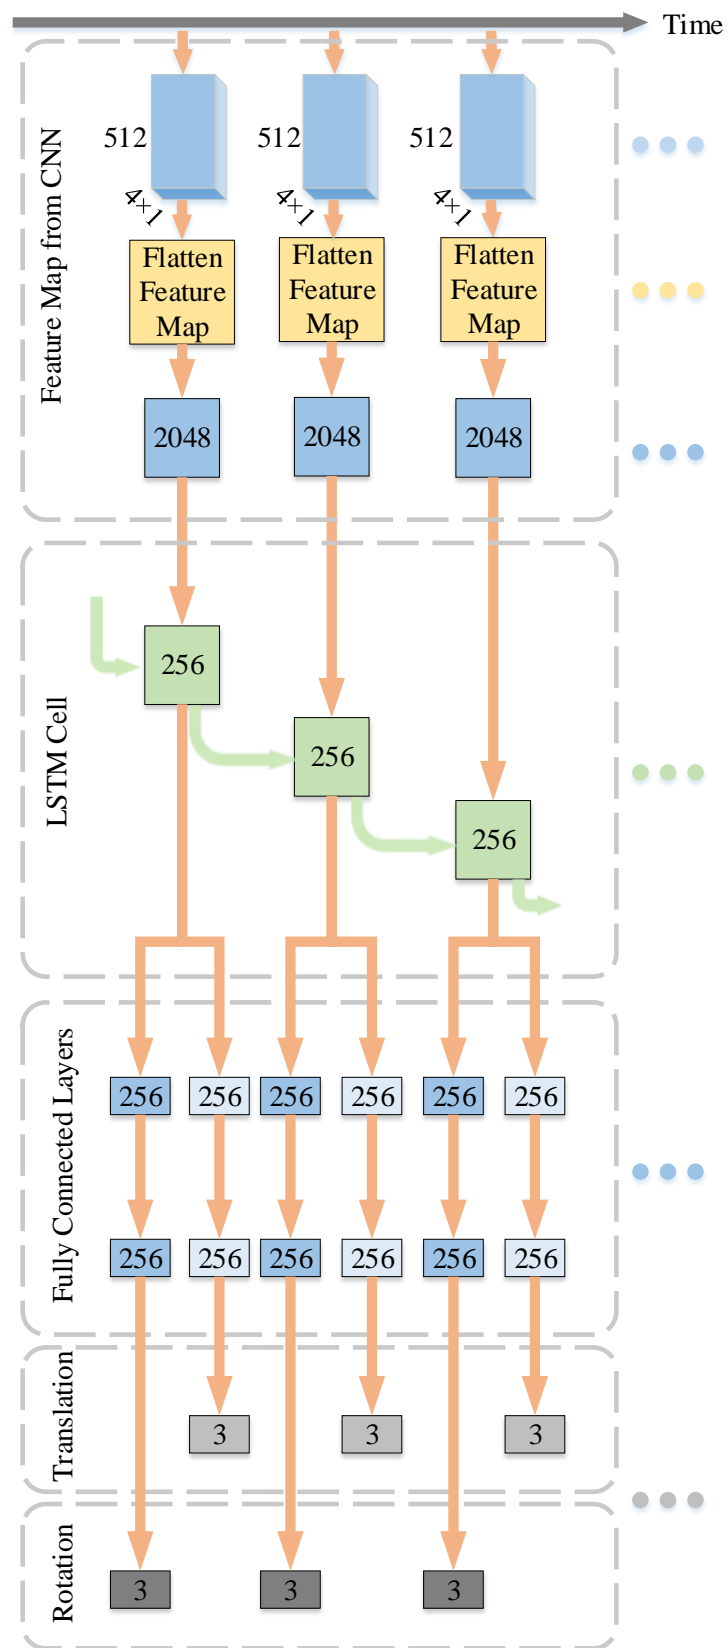 Time
Feature Map from CNN
512
512
512
4×1
4×1
4×1
Flatten
Feature
Map
Flatten
Feature
Map
Flatten
Feature
Map
2048
2048
2048
LSTM Cell
256
256
256
Fully Connected Layers
256
256
256
256
256
256
256
256
256
256
256
256
Translation
3
3
3
Rotation
3
3
3